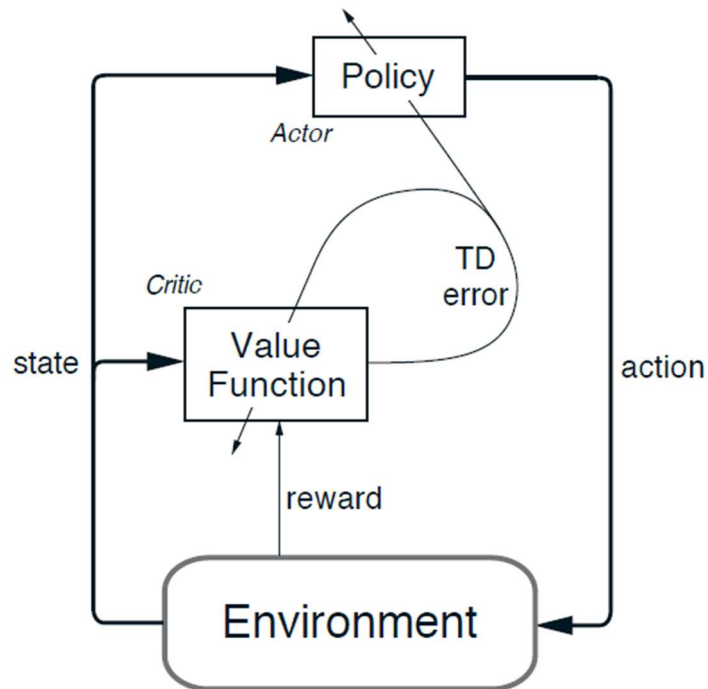 Policy
Actor
TD
error
Critic
Value
Function
state
action
reward
Environment